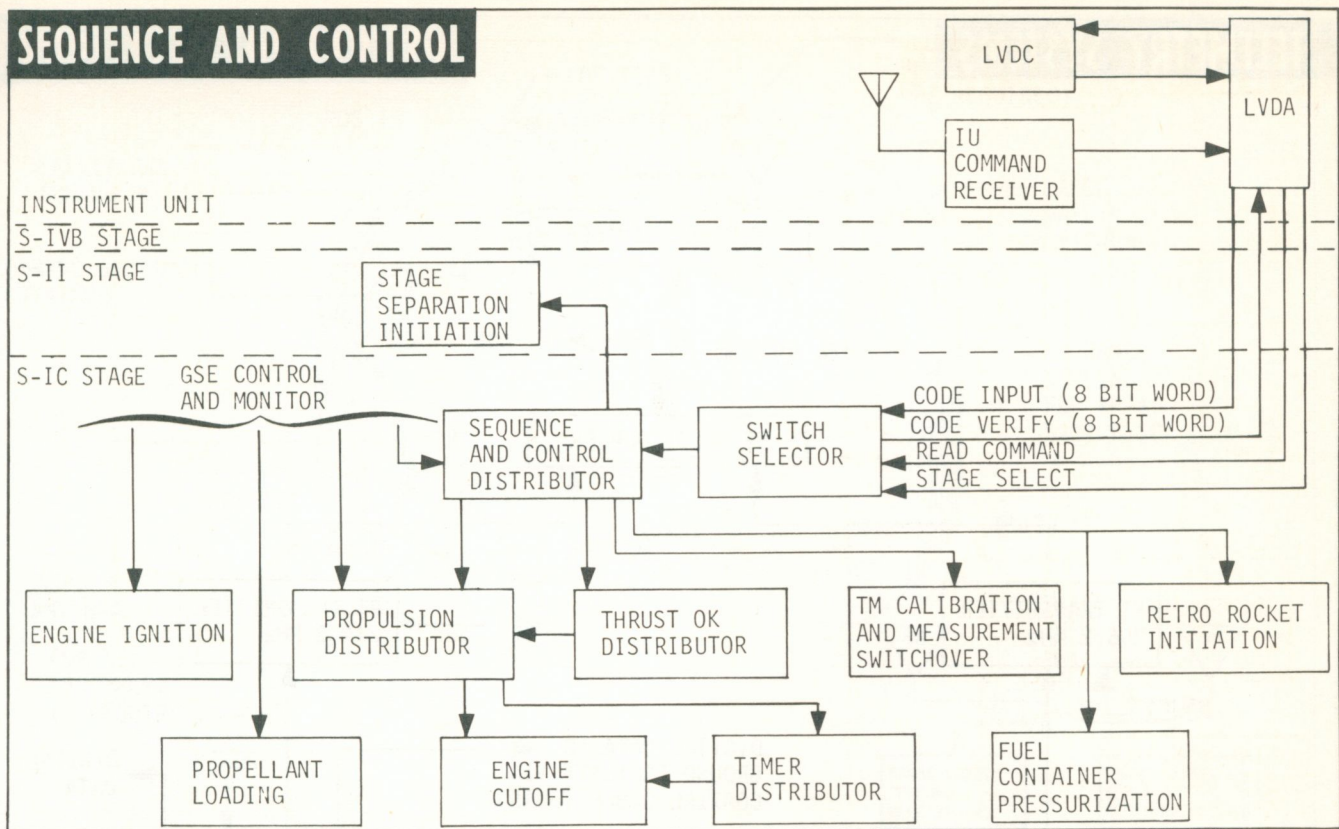 SEQUENCE AND CONTROL
LVDC
LVDA
IU
COMMAND
RECEIVER
INSTRUMENT UNIT
S-IVB STAGE
S-II STAGE
STAGE
SEPARATION
INITIATION
S-IC STAGE
GSE CONTROL
AND MONITOR
SEQUENCE
AND CONTROL
DISTRIBUTOR
SWITCH
SELECTOR
CODE INPUT (8 BIT WORD)
CODE VERIFY (8 BIT WORD)
READ COMMAND
STAGE SELECT
ENGINE IGNITION
PROPULSION
DISTRIBUTOR
THRUST OK
DISTRIBUTOR
TM CALIBRATION
AND MEASUREMENT
SWITCHOVER
RETRO ROCKET
INITIATION
PROPELLANT
LOADING
ENGINE
CUTOFF
TIMER
DISTRIBUTOR
FUEL
CONTAINER
PRESSURIZATION